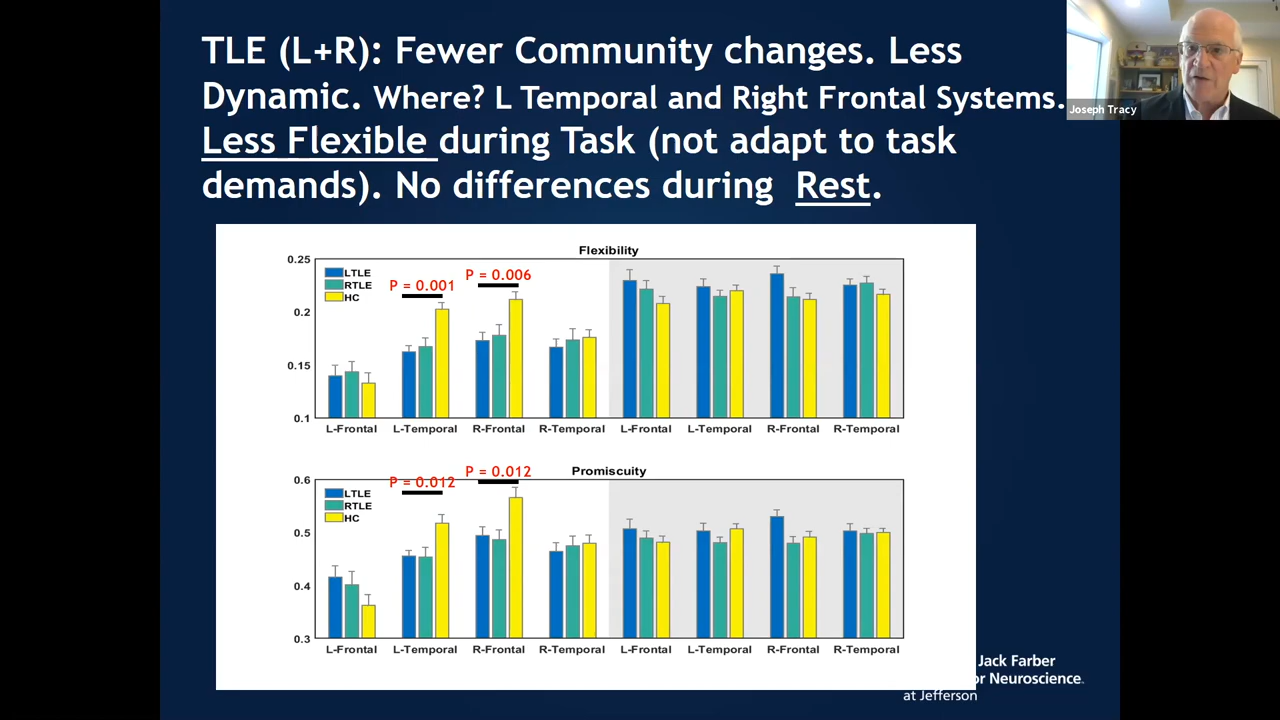 TLE (L+R): Fewer Community changes. Less
Dynamic. Where? L Temporal and Right Frontal Systems.
Less Flexible during Task (not adapt to task
demands). No differences during Rest.
Joseph Tracy
Flexibility
0.25
0.2
0.15
0.1
LTLE
RTLE
HC
P = 0.001
P = 0.006
L-Frontal L-Temporal R-Frontal R-Temporal L-Frontal L-Temporal R-Frontal R-Temporal
Promiscuity
0.6
0.5
0.4
0.3
LTLE
RTLE
HC
P = 0.012
P = 0.012
L-Frontal L-Temporal R-Frontal R-Temporal L-Frontal L-Temporal R-Frontal R-Temporal
Jack Farber
or Neuroscience
at Jefferson